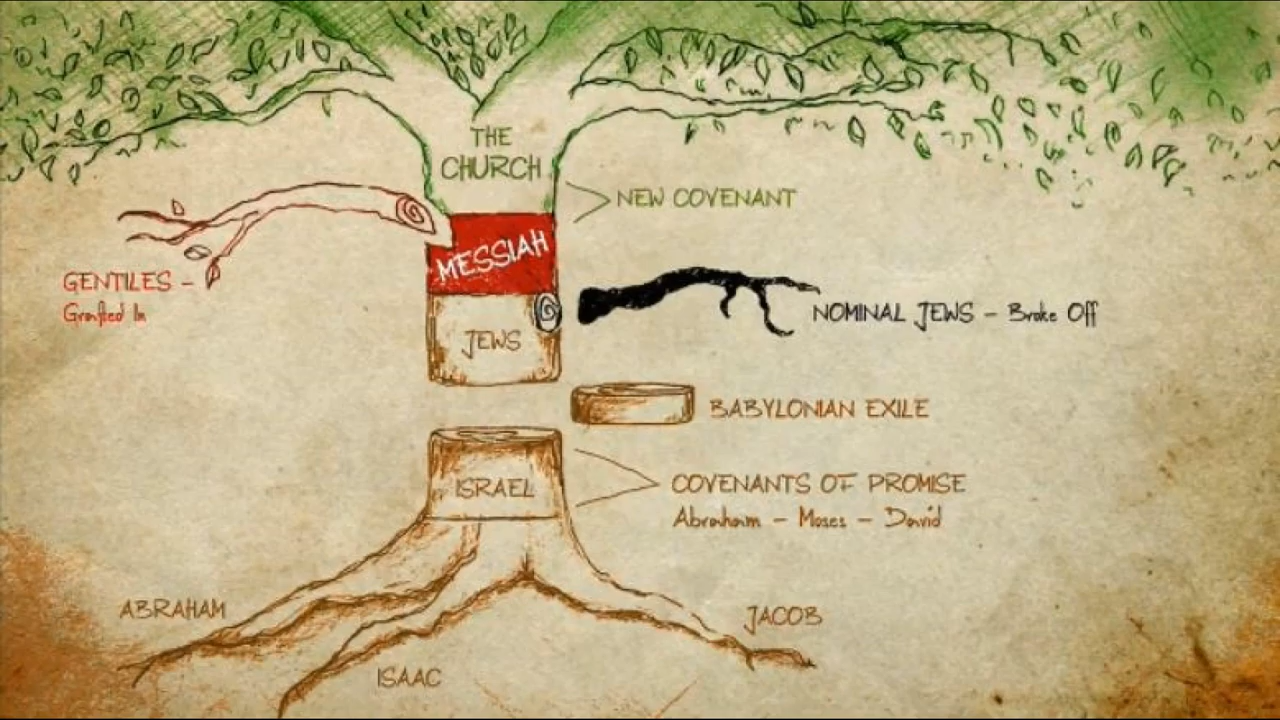 THE
CHURCH
NEW COVENANT
MESSIAH
GENTILES -
Grafted In
NOMINAL JEWS - Broke Off
JEWS
BABYLONIAN EXILE
ISRAEL
COVENANTS OF PROMISE
Abraham - Moses - David
ABRAHAM
JACOB
ISAAC